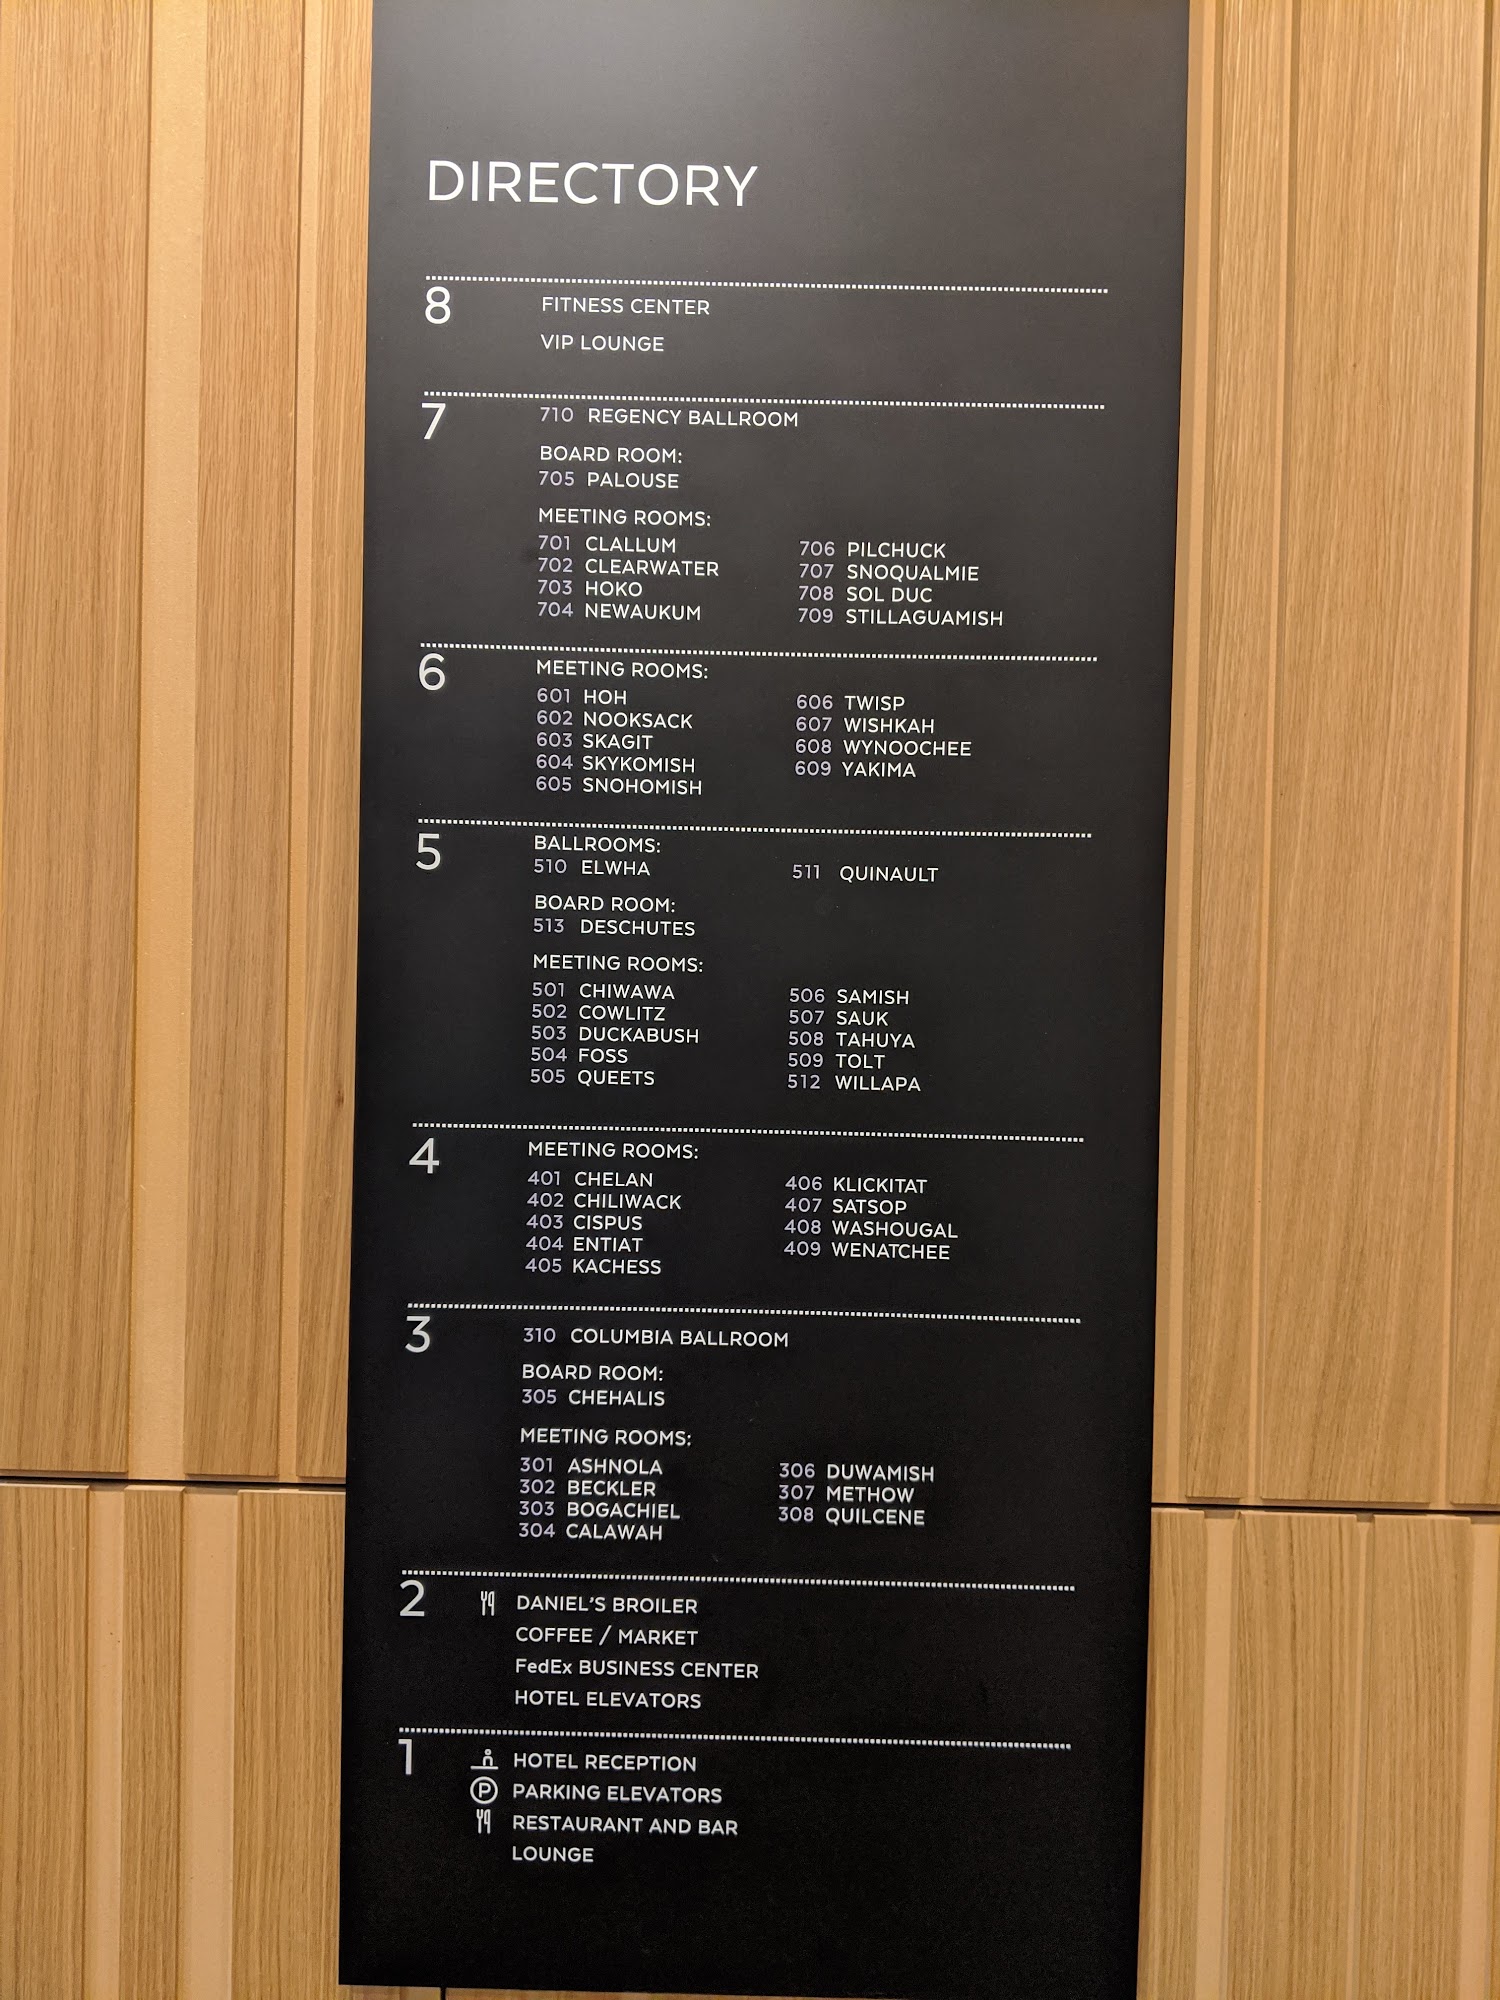 DIRECTORY
8
FITNESS CENTER
VIP LOUNGE
7
710 REGENCY BALLROOM
BOARD ROOM:
705 PALOUSE
MEETING ROOMS:
701 CLALLUM
702 CLEARWATER
703 HOKO
704 NEWAUKUM
706 PILCHUCK
707 SNOQUALMIE
708 SOL DUC
709 STILLAGUAMISH
6
MEETING ROOMS:
601 HOH
602 NOOKSACK
603 SKAGIT
604 SKYKOMISH
605 SNOHOMISH
606 TWISP
607 WISHKAH
608 WYNOOCHEE
609 YAKIMA
5
BALLROOMS:
510 ELWHA
511 QUINAULT
BOARD ROOM:
513 DESCHUTES
MEETING ROOMS:
501 CHIWAWA
502 COWLITZ
503 DUCKABUSH
504 FOSS
505 QUEETS
506 SAMISH
507 SAUK
508 TAHUYA
509 TOLT
512 WILLAPA
4
MEETING ROOMS:
401 CHELAN
402 CHILIWACK
403 CISPUS
404 ENTIAT
405 KACHESS
406 KLICKITAT
407 SATSOP
408 WASHOUGAL
409 WENATCHEE
3
310 COLUMBIA BALLROOM
BOARD ROOM:
305 CHEHALIS
MEETING ROOMS:
301 ASHNOLA
302 BECKLER
303 BOGACHIEL
304 CALAWAH
306 DUWAMISH
307 METHOW
308 QUILCENE
2
DANIEL'S BROILER
COFFEE / MARKET
FedEx BUSINESS CENTER
HOTEL ELEVATORS
1
HOTEL RECEPTION
P PARKING ELEVATORS
RESTAURANT AND BAR
LOUNGE